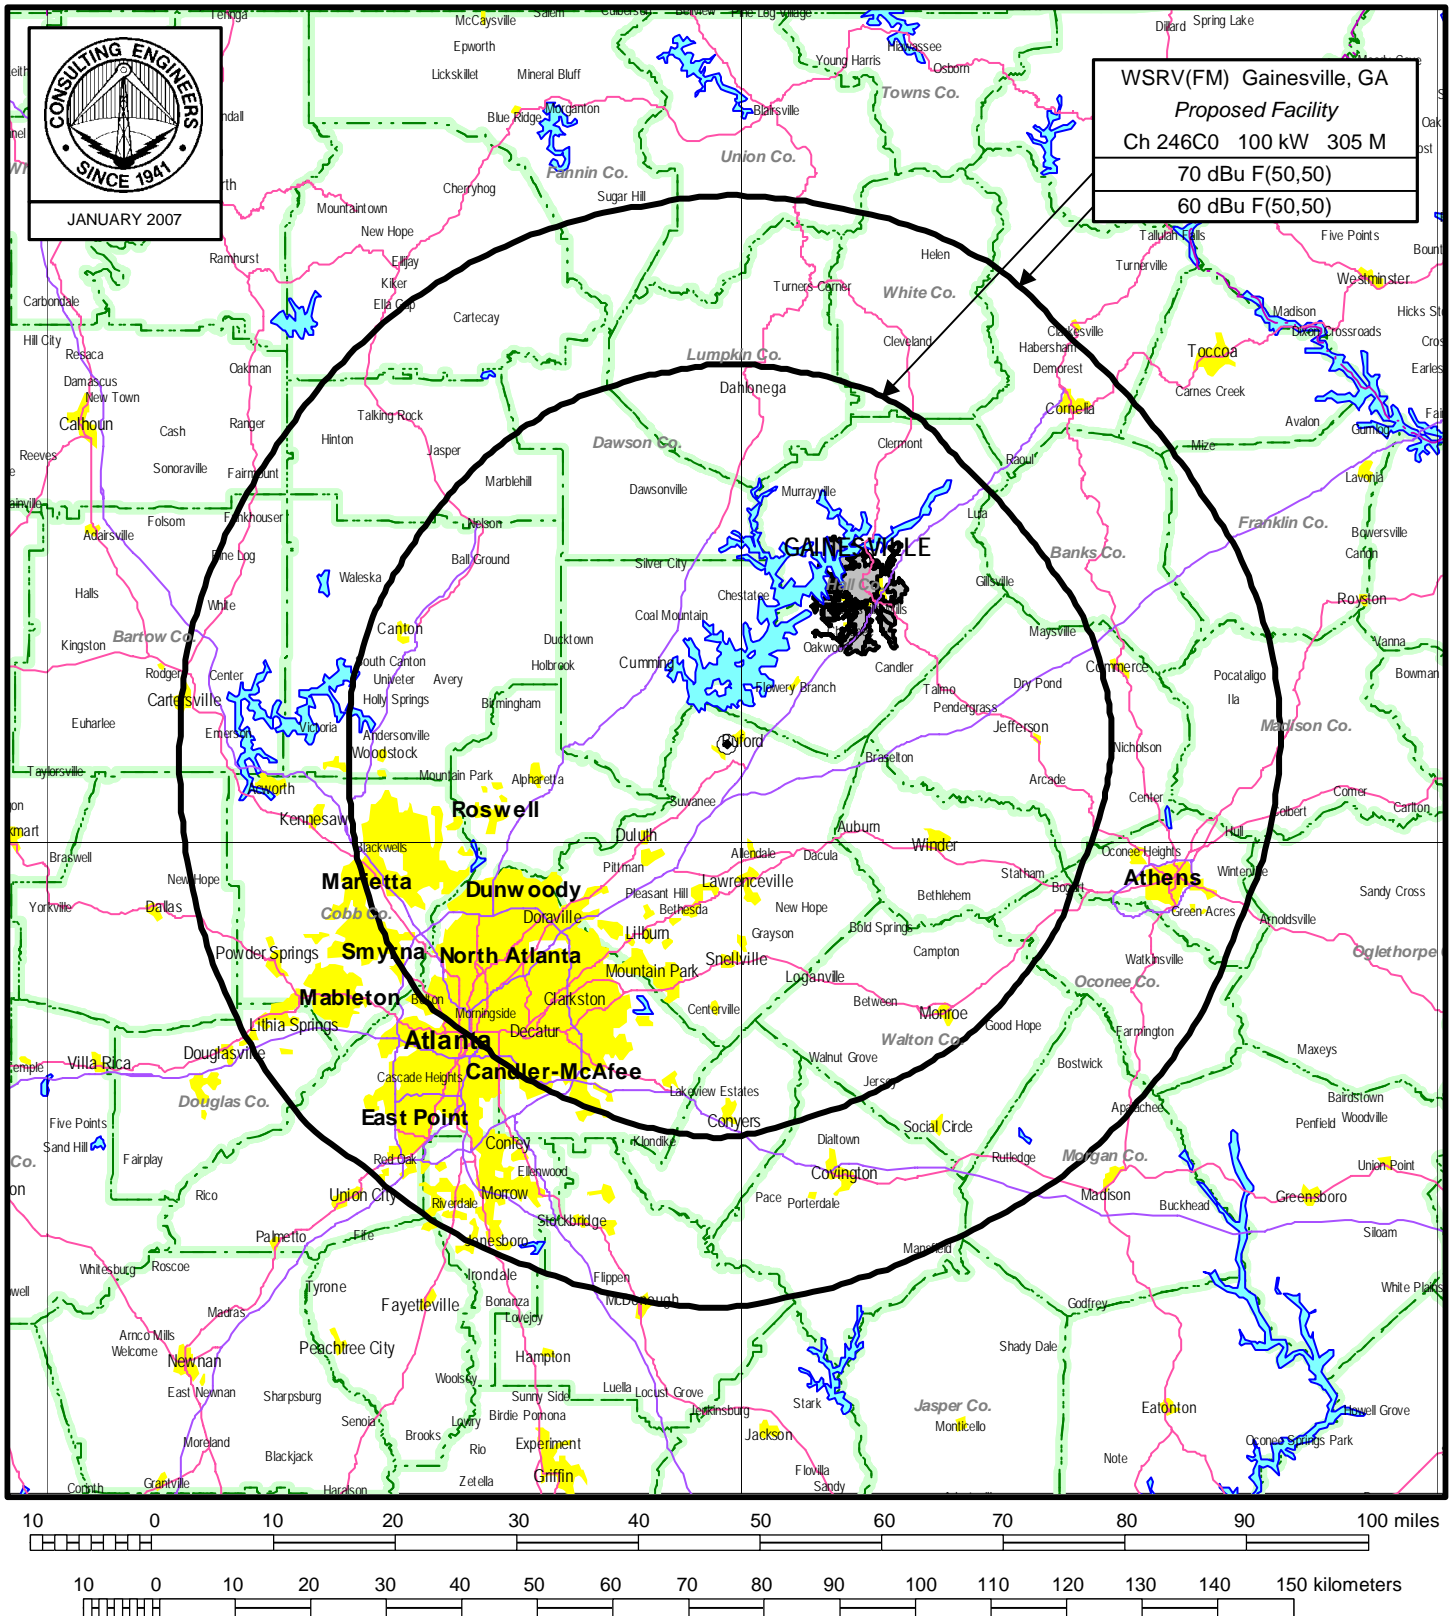 CONSULTING ENGINEERS
SINCE 1941
JANUARY 2007
WSRV(FM) Gainesville, GA
Proposed Facility
Ch 246C0 100 kW 305 M
70 dBu F(50,50)
60 dBu F(50,50)
McCaysville
Spring Lake
Dillard
Epworth
Hiawassee
Young Harris
Osborn
Lickskillet
Mineral Bluff
Towns Co.
Blue Ridge
Morganton
Blairsville
Union Co.
Fannin Co.
Cherryhog
Sugar Hill
Mountaintown
New Hope
Ramhurst
Ellijay
Helen
Tallulah Falls
Five Points
Turnerville
Westminster
Kiker
Ella Gap
Turners Corner
White Co.
Carbondale
Cartecay
Madison
Dixon Crossroads
Hill City
Resaca
Clarkesville
Habersham
Cleveland
Toccoa
Lumpkin Co.
Oakman
Demorest
Damascus
New Town
Dahlonega
Carnes Creek
Calhoun
Talking Rock
Cornelia
Cash
Ranger
Hinton
Avalon
Gumlog
Reeves
Jasper
Dawson Co.
Clermont
Mize
Sonoraville
Fairmount
Raoul
Lavonia
Marblehill
Dawsonville
Murrayville
Folsom
Funkhouser
Nelson
Lula
Franklin Co.
Adairsville
Bowersville
GAINESVILLE
Banks Co.
Canon
Pine Log
Ball Ground
Silver City
Waleska
Hall Co.
Gillsville
Halls
Chestatee
White
Coal Mountain
Royston
Canton
Bartow Co.
Ducktown
Maysville
Vanna
Kingston
Oakwood
Rodgers
Center
South Canton
Holbrook
Cumming
Candler
Commerce
Bowman
Univeter
Avery
Flowery Branch
Talmo
Dry Pond
Pocataligo
Cartersville
Holly Springs
Birmingham
Pendergrass
Ila
Euharlee
Emerson
Victoria
Andersonville
Jefferson
Madison Co.
Woodstock
Buford
Nicholson
Braselton
Taylorsville
Mountain Park
Alpharetta
Arcade
Acworth
Suwanee
Center
Comer
Carlton
Roswell
Colbert
Kennesaw
Duluth
Auburn
Winder
Hull
Braswell
Blackwells
Allendale
Dacula
Oconee Heights
New Hope
Marietta
Dunwoody
Pittman
Lawrenceville
Statham
Bogart
Athens
Winterville
Sandy Cross
Yorkville
Dallas
Cobb Co.
Pleasant Hill
Bethesda
New Hope
Bethlehem
Green Acres
Arnoldsville
Doraville
Lilburn
Grayson
Bold Springs
Powder Springs
Smyrna
North Atlanta
Snellville
Campton
Watkinsville
Oglethorpe
Mountain Park
Loganville
Oconee Co.
Mableton
Bolton
Clarkston
Centerville
Between
Lithia Springs
Morningside
Monroe
Good Hope
Farmington
Decatur
Atlanta
Walton Co.
Villa Rica
Douglasville
Walnut Grove
Maxeys
Cascade Heights
Candler-McAfee
Jersey
Bostwick
Lakeview Estates
Douglas Co.
East Point
Conyers
Apalachee
Bairdstown
Five Points
Penfield
Woodville
Sand Hill
Conley
Klondike
Dialtown
Social Circle
Fairplay
Red Oak
Ellenwood
Covington
Rutledge
Morgan Co.
Union Point
Rico
Union City
Riverdale
Morrow
Pace
Porterdale
Madison
Buckhead
Greensboro
Palmetto
Fife
Stockbridge
Jonesboro
Mansfield
Siloam
Whitesburg
Roscoe
Irondale
Flippen
Tyrone
Fayetteville
Bonanza
McDonough
Godfrey
White Plains
Madras
Lovejoy
Arnco Mills
Welcome
Peachtree City
Hampton
Shady Dale
Newnan
Woolsey
Luella
Locust Grove
East Newnan
Sharpsburg
Sunny Side
Birdie
Pomona
Jenkinsburg
Stark
Jasper Co.
Eatonton
Howell Grove
Senoia
Lowry
Brooks
Monticello
Moreland
Rio
Experiment
Jackson
Oconee Springs Park
Blackjack
Grantville
Zetella
Griffin
Flovilla
Sandy
Note
Corinth
Haralson
10 0 10 20 30 40 50 60 70 80 90 100 miles
10 0 10 20 30 40 50 60 70 80 90 100 110 120 130 140 150 kilometers